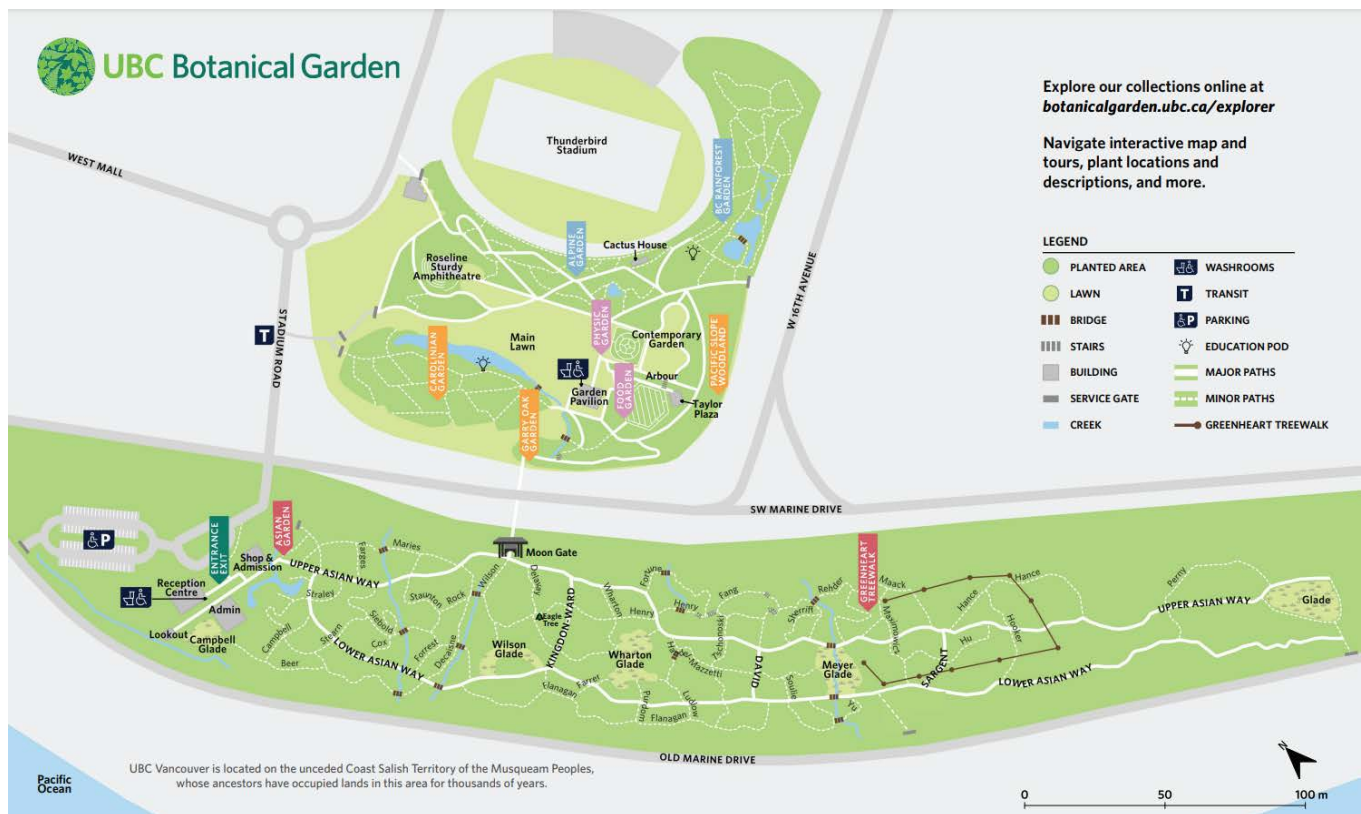 UBC Botanical Garden
Explore our collections online at
botanicalgarden.ubc.ca/explorer
Navigate interactive map and
tours, plant locations and
descriptions, and more.
LEGEND
PLANTED AREA
LAWN
BRIDGE
STAIRS
BUILDING
SERVICE GATE
CREEK
WASHROOMS
T TRANSIT
P PARKING
EDUCATION POD
MAJOR PATHS
MINOR PATHS
GREENHEART TREEWALK
WEST MALL
STADIUM ROAD
W 16TH AVENUE
Thunderbird
Stadium
BC RAINFOREST
GARDEN
ALPINE
GARDEN
Cactus House
Roseline
Sturdy
Amphitheatre
T
CAROLINIAN
GARDEN
Main
Lawn
PHYSIC
GARDEN
Contemporary
Garden
PACIFIC SLOPE
WOODLAND
Garden
Pavilion
FOOD
GARDEN
Arbour
Taylor
Plaza
GARRY OAK
GARDEN
SW MARINE DRIVE
P
ENTRANCE
EXIT
ASIAN
GARDEN
Shop &
Admission
Reception
Centre
Admin
Lookout
Campbell
Glade
UPPER ASIAN WAY
Farges
Maries
Moon Gate
Straley
Campbell
Stearn
Beer
Siebold
Cox
Staunton
Rock
Wilson
Forrest
Decaisne
LOWER ASIAN WAY
Delavay
Eagle
Tree
Wilson
Glade
KINGDON-WARD
Wharton
Fortune
Henry
Henry
Fang
Wharton
Glade
Handel-Mazzetti
Tschonoski
Farrer
Flanagan
Purdom
Ludlow
Flanagan
DAVID
Soulie
Sherriff
Rehder
GREENHEART
TREEWALK
Meyer
Glade
Yu
Maack
Maximowicz
Hance
Hance
Hu
Hooker
SARGENT
LOWER ASIAN WAY
Perny
UPPER ASIAN WAY
Glade
OLD MARINE DRIVE
Pacific
Ocean
UBC Vancouver is located on the unceded Coast Salish Territory of the Musqueam Peoples,
whose ancestors have occupied lands in this area for thousands of years.
N
0 50 100 m